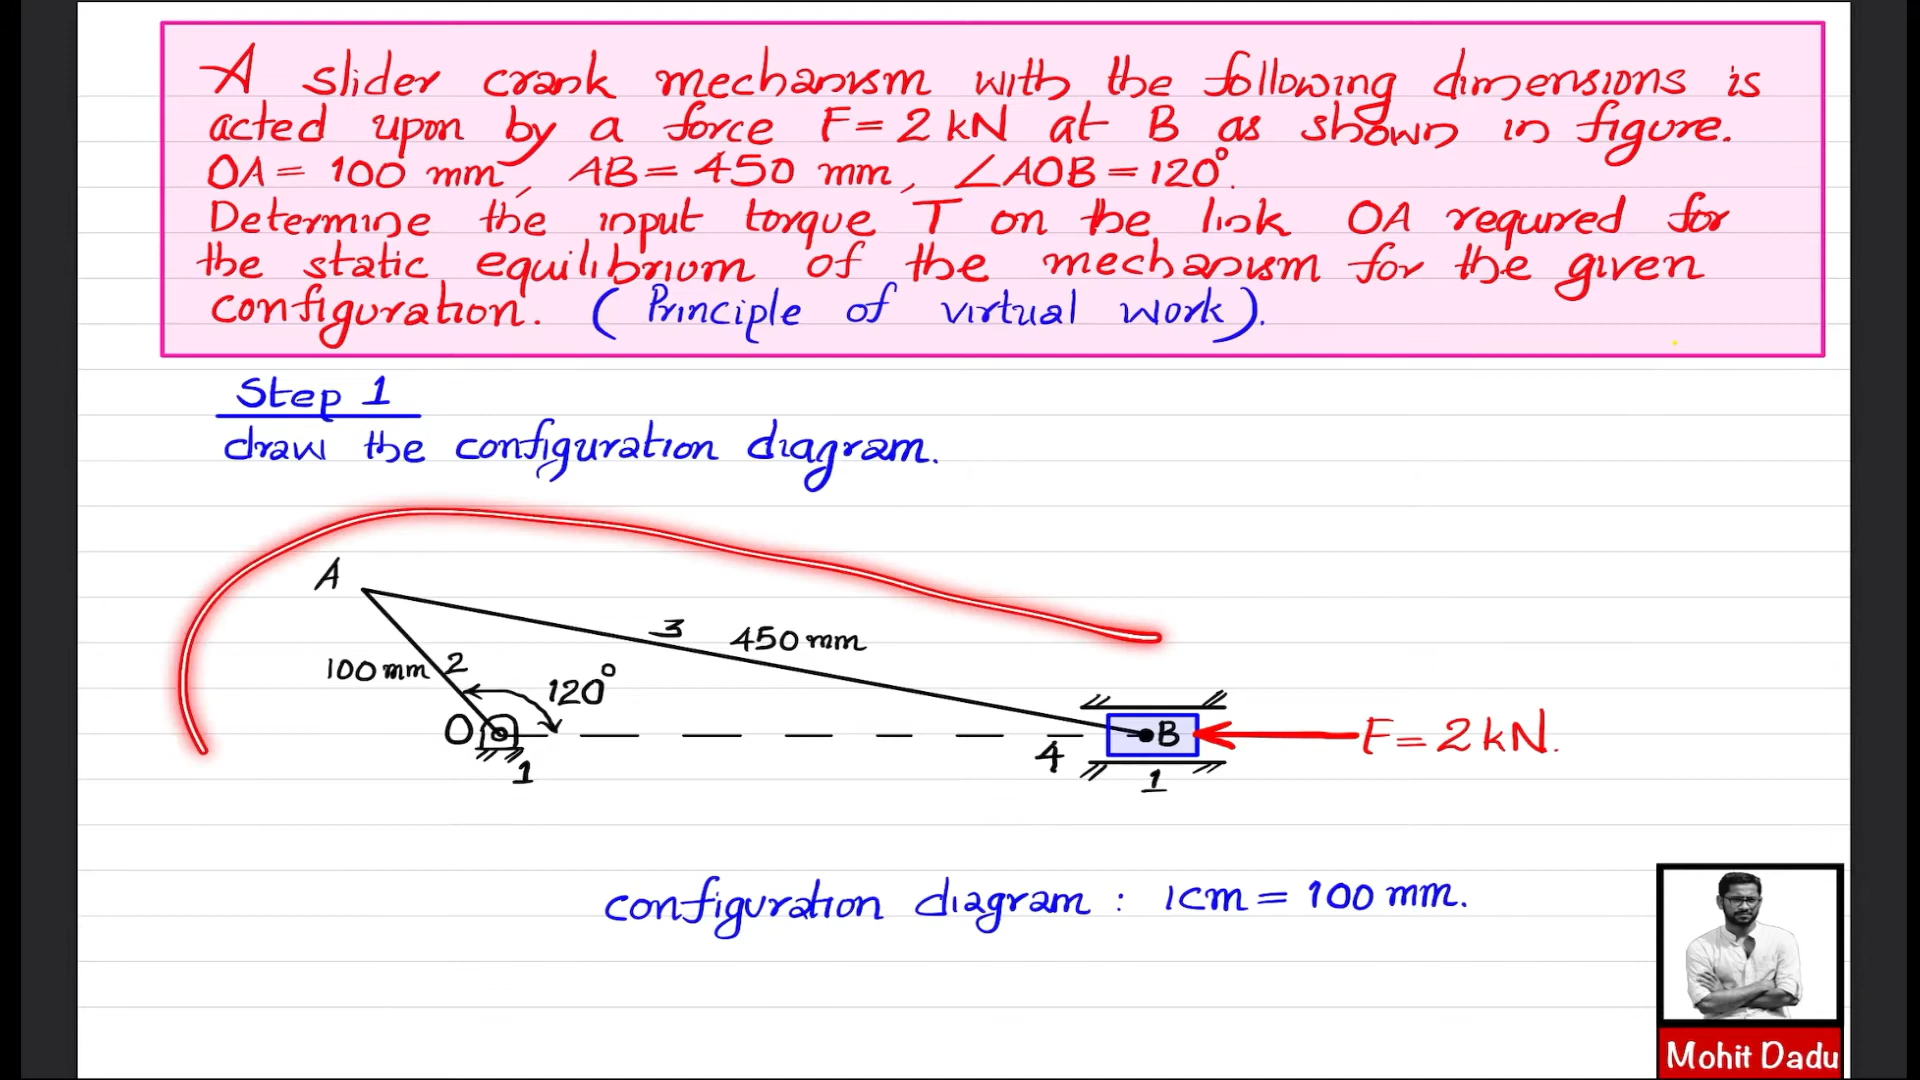 A slider crank mechanism with the following dimensions is
acted upon by a force F = 2 kN at B as shown in figure.
OA = 100 mm, AB = 450 mm, ∠AOB = 120°.
Determine the input torque T on the link OA required for
the static equilibrium of the mechanism for the given
configuration. (Principle of virtual work).
Step 1
draw the configuration diagram.
A
3 450 mm
100 mm 2 120°
O B F = 2 kN.
1 4 1
configuration diagram : 1cm = 100 mm.
Mohit Dadu